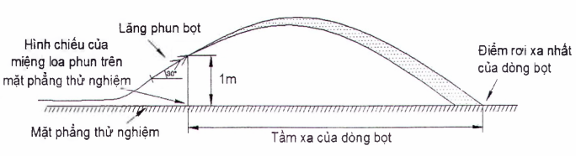 Lăng phun bọt
Hình chiếu của
miệng loa phun trên
mặt phẳng thử nghiệm
30°
1m
Điểm rơi xa nhất
của dòng bọt
Mặt phẳng thử nghiệm
Tầm xa của dòng bọt